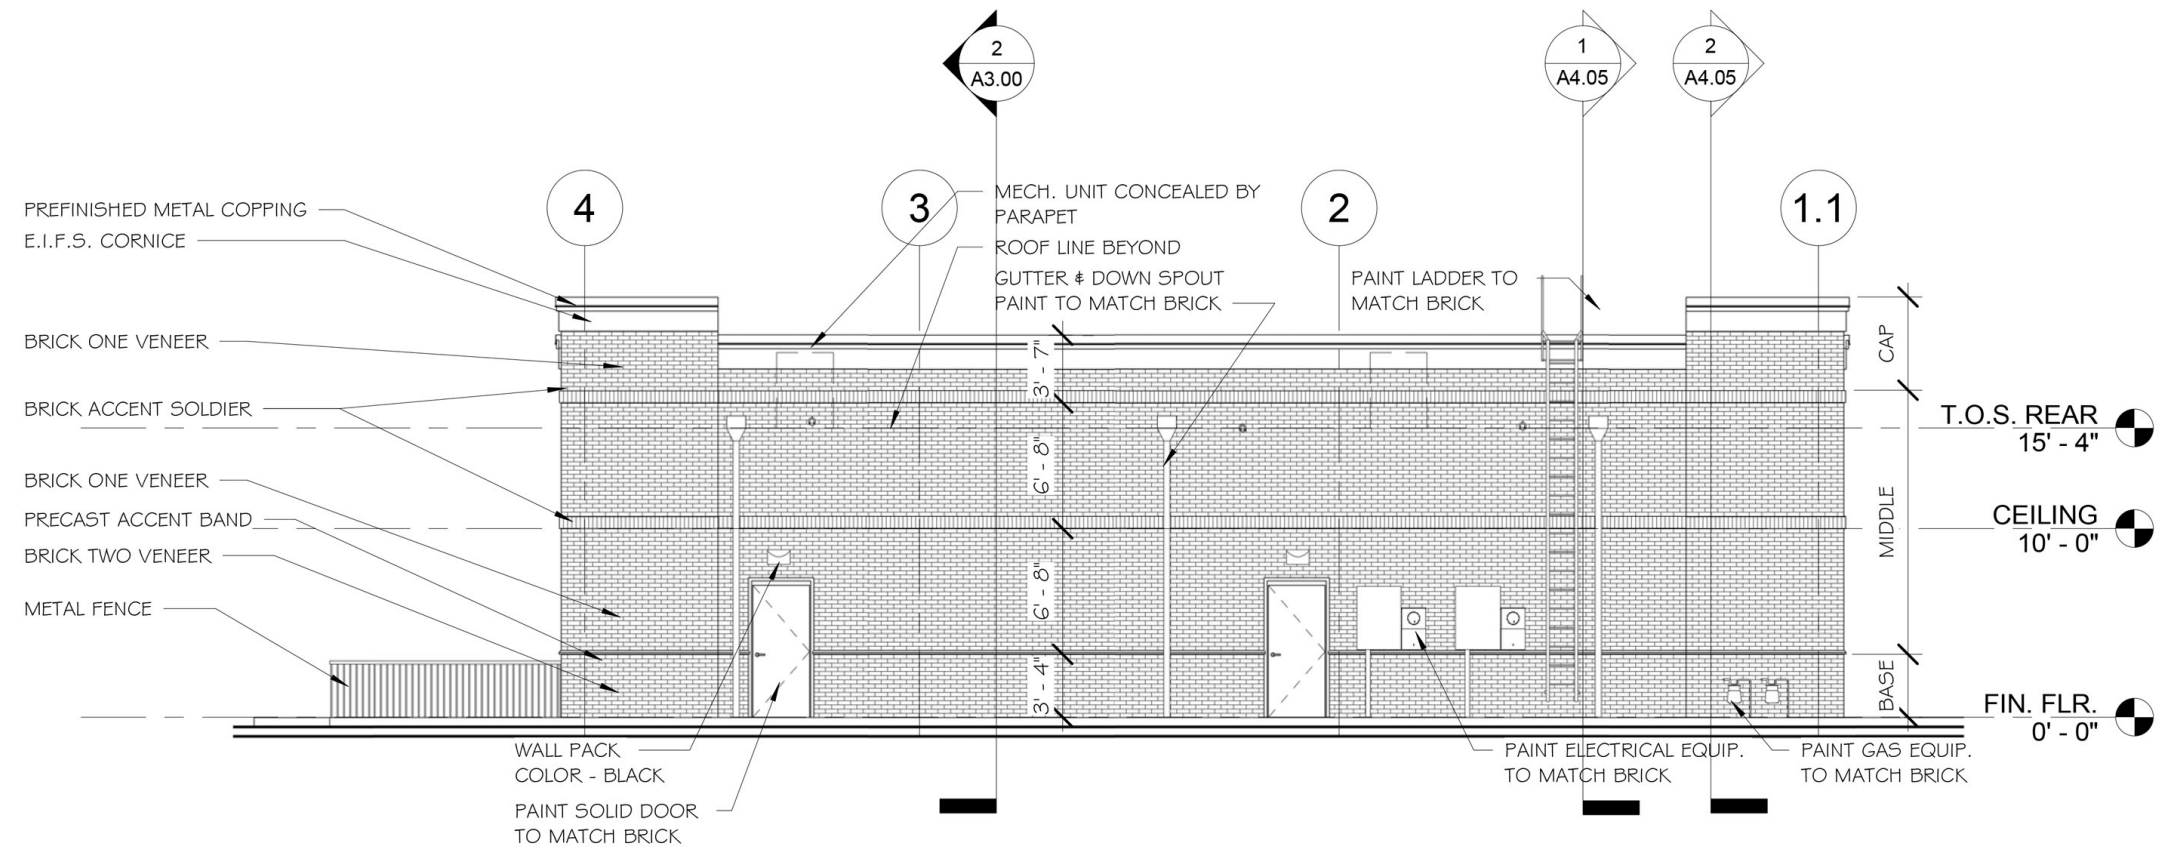 2
A3.00
1
A4.05
2
A4.05
4
3
2
1.1
PREFINISHED METAL COPPING
E.I.F.S. CORNICE
BRICK ONE VENEER
BRICK ACCENT SOLDIER
BRICK ONE VENEER
PRECAST ACCENT BAND
BRICK TWO VENEER
METAL FENCE
MECH. UNIT CONCEALED BY
PARAPET
ROOF LINE BEYOND
GUTTER & DOWN SPOUT
PAINT TO MATCH BRICK
PAINT LADDER TO
MATCH BRICK
3' - 7"
6' - 8"
6' - 8"
3' - 4"
CAP
MIDDLE
BASE
T.O.S. REAR
15' - 4"
CEILING
10' - 0"
FIN. FLR.
0' - 0"
WALL PACK
COLOR - BLACK
PAINT SOLID DOOR
TO MATCH BRICK
PAINT ELECTRICAL EQUIP.
TO MATCH BRICK
PAINT GAS EQUIP.
TO MATCH BRICK